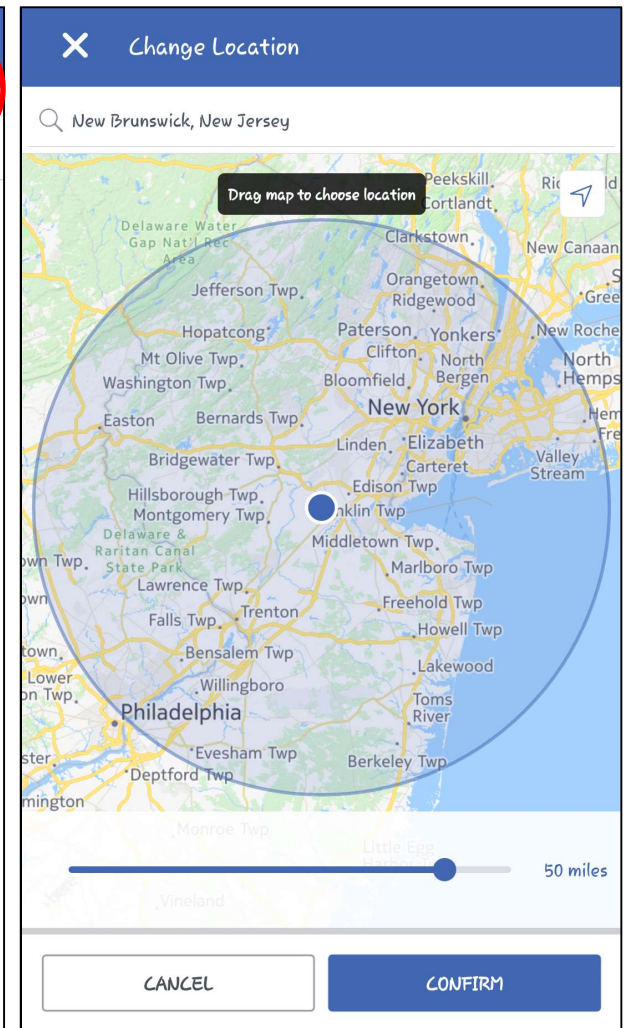 Change Location
New Brunswick, New Jersey
Drag map to choose location
Peekskill
Cortlandt
Delaware Water
Gap Nat'l Rec
Area
Clarkstown
New Canaan
Jefferson Twp.
Orangetown
Ridgewood
Hopatcong
Paterson
Yonkers
Mt Olive Twp.
Clifton
North
Bergen
North
Washington Twp.
Bloomfield
New York
Easton
Bernards Twp.
Linden
Elizabeth
Bridgewater Twp.
Carteret
Valley
Stream
Edison Twp
Hillsborough Twp.
Montgomery Twp.
Delaware &
Raritan Canal
State Park
Middletown Twp.
Marlboro Twp
Lawrence Twp.
Freehold Twp
Falls Twp.
Trenton
Howell Twp
Bensalem Twp
Lower
Lakewood
Willingboro
Toms
River
Philadelphia
Evesham Twp
Berkeley Twp
Deptford Twp
Monroe Twp
Little Egg
Vineland
50 miles
CANCEL
CONFIRM